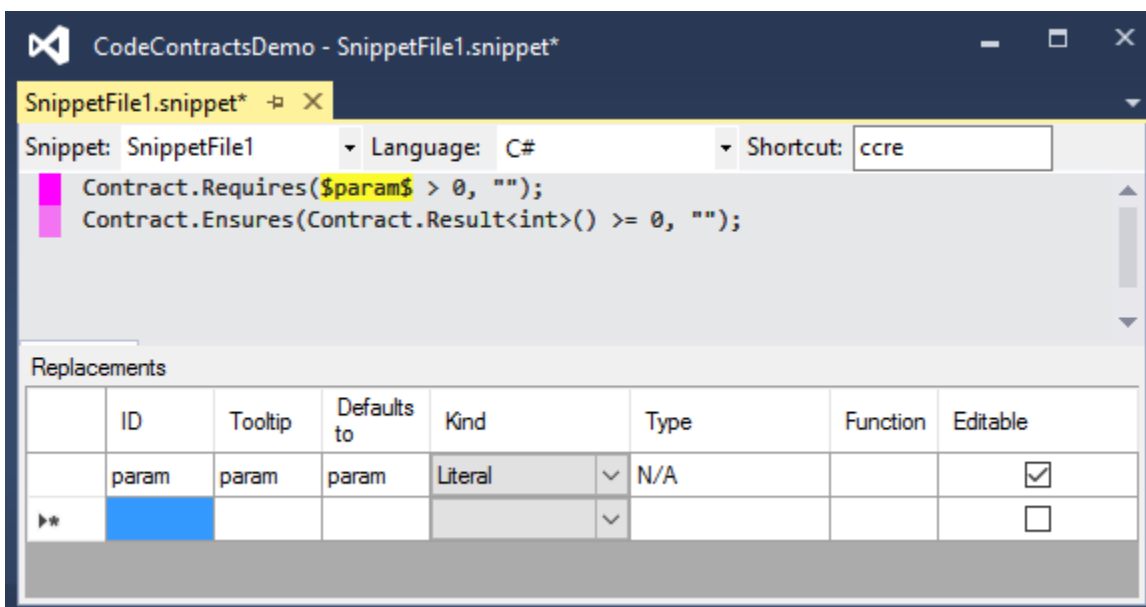 CodeContractsDemo - SnippetFile1.snippet*
SnippetFile1.snippet*
Snippet: SnippetFile1 Language: C# Shortcut: ccre
Contract.Requires($param$ > 0, "");
Contract.Ensures(Contract.Result<int>() >= 0, "");
Replacements
ID Tooltip Defaults to Kind Type Function Editable
param param param Literal N/A